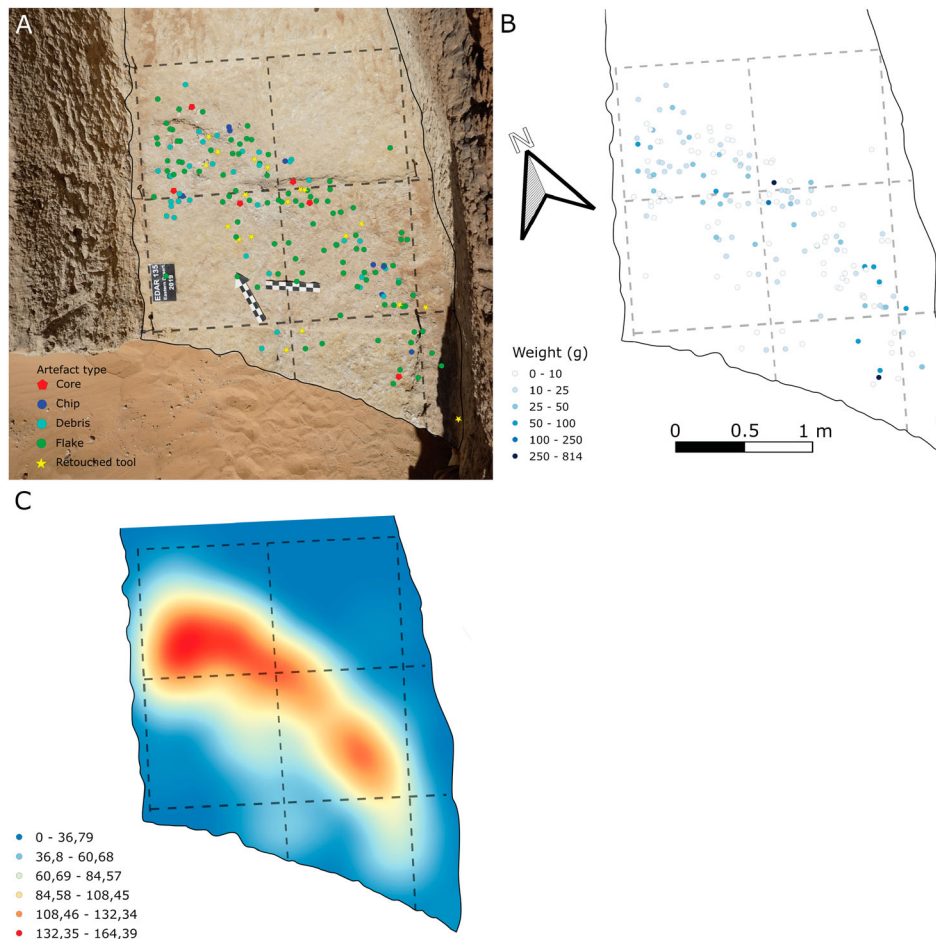 A
EDAR 135
Eastern Desert
2019
Artefact type
Core
Chip
Debris
Flake
Retouched tool
B
N
Weight (g)
0 - 10
10 - 25
25 - 50
50 - 100
100 - 250
250 - 814
0 0.5 1 m
C
0 - 36,79
36,8 - 60,68
60,69 - 84,57
84,58 - 108,45
108,46 - 132,34
132,35 - 164,39